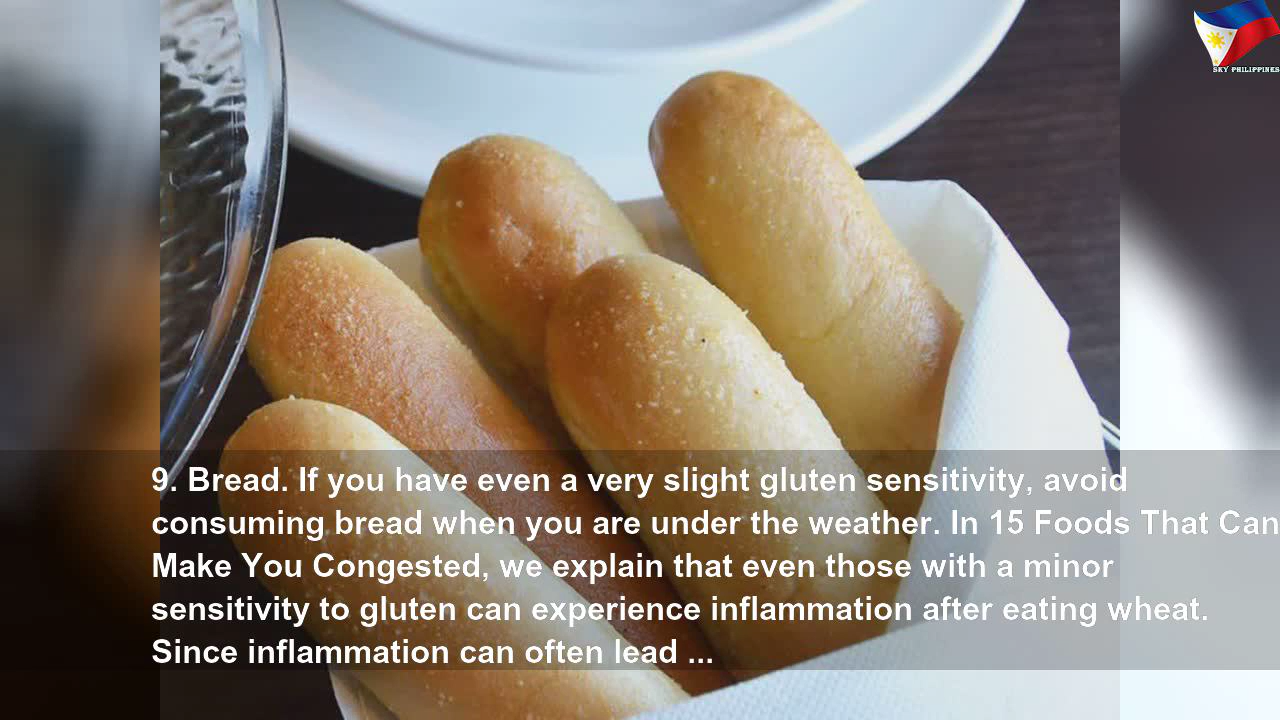 SKY PHILIPPINES
9. Bread. If you have even a very slight gluten sensitivity, avoid
consuming bread when you are under the weather. In 15 Foods That Can
Make You Congested, we explain that even those with a minor
sensitivity to gluten can experience inflammation after eating wheat.
Since inflammation can often lead ...